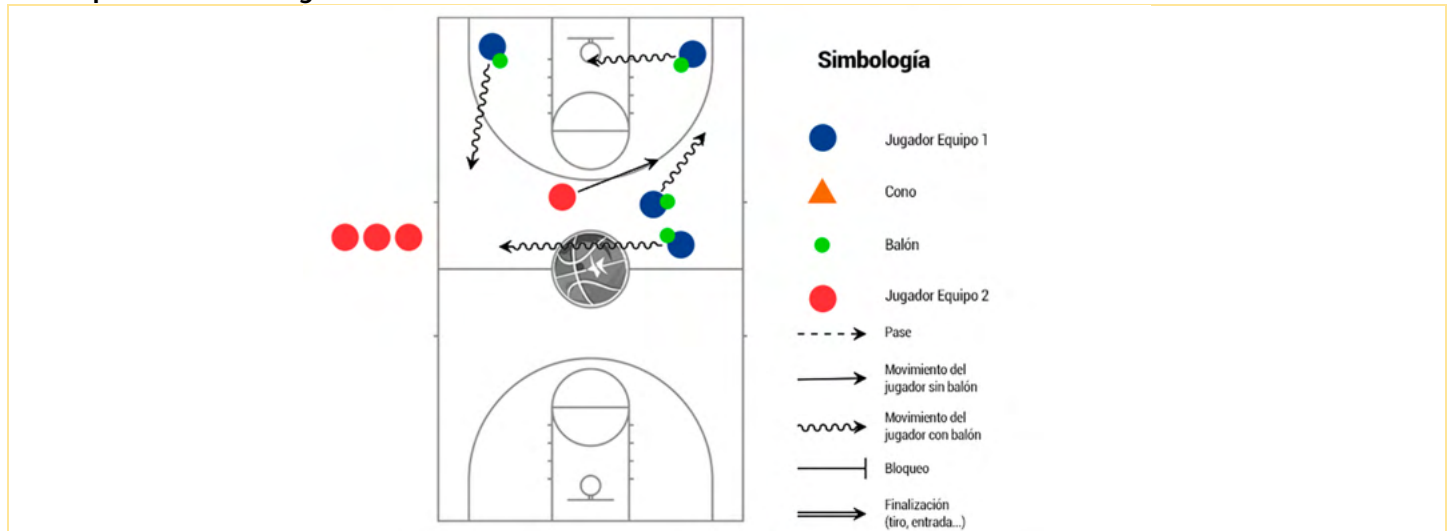 Simbología
Jugador Equipo 1
Cono
Balón
Jugador Equipo 2
Pase
Movimiento del
jugador sin balón
Movimiento del
jugador con balón
Bloqueo
Finalización
(tiro, entrada...)